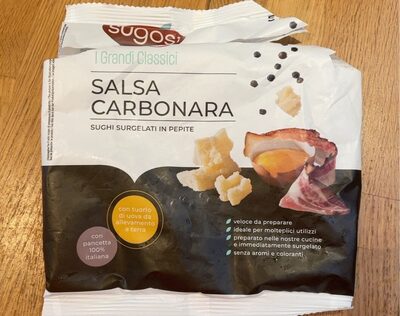 sugosi
I Grandi Classici
SALSA
CARBONARA
SUGHI SURGELATI IN PEPITE
con tuorlo
di uova da
allevamento
a terra
con
pancetta
100%
italiana
veloce da preparare
ideale per molteplici utilizzi
preparato nelle nostre cucine
e immediatamente surgelato
senza aromi e coloranti